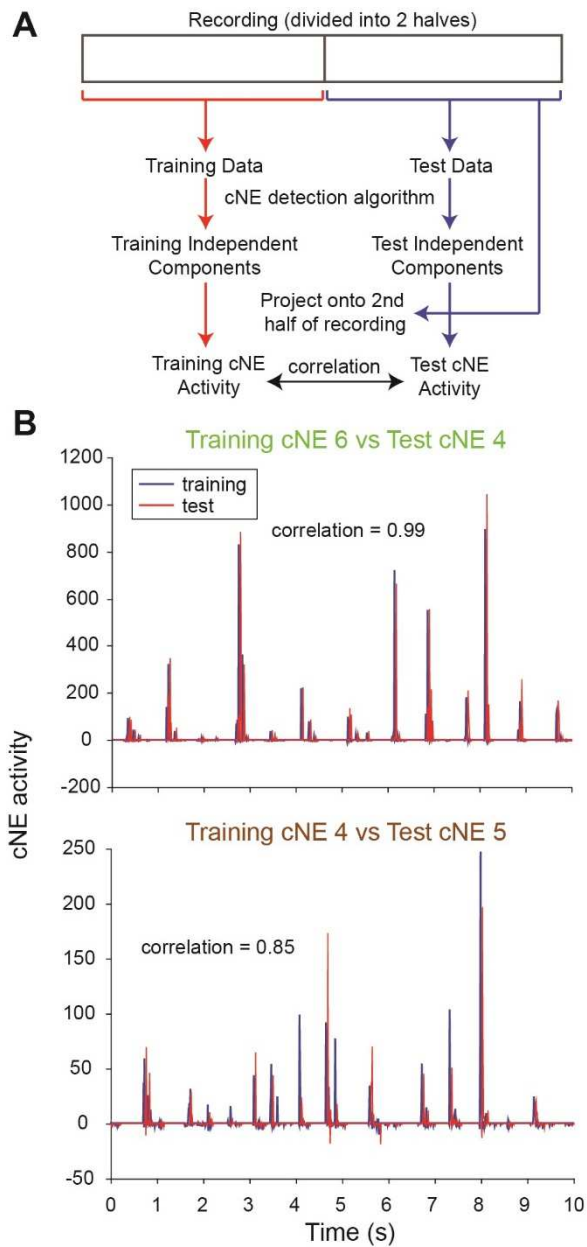 A
Recording (divided into 2 halves)
Training Data
Test Data
cNE detection algorithm
Training Independent
Components
Test Independent
Components
Project onto 2nd
half of recording
Training cNE
Activity
correlation
Test cNE
Activity
B
Training cNE 6 vs Test cNE 4
1200
1000
800
600
400
200
0
-200
training
test
correlation = 0.99
cNE activity
Training cNE 4 vs Test cNE 5
250
200
150
100
50
0
-50
correlation = 0.85
0 1 2 3 4 5 6 7 8 9 10
Time (s)